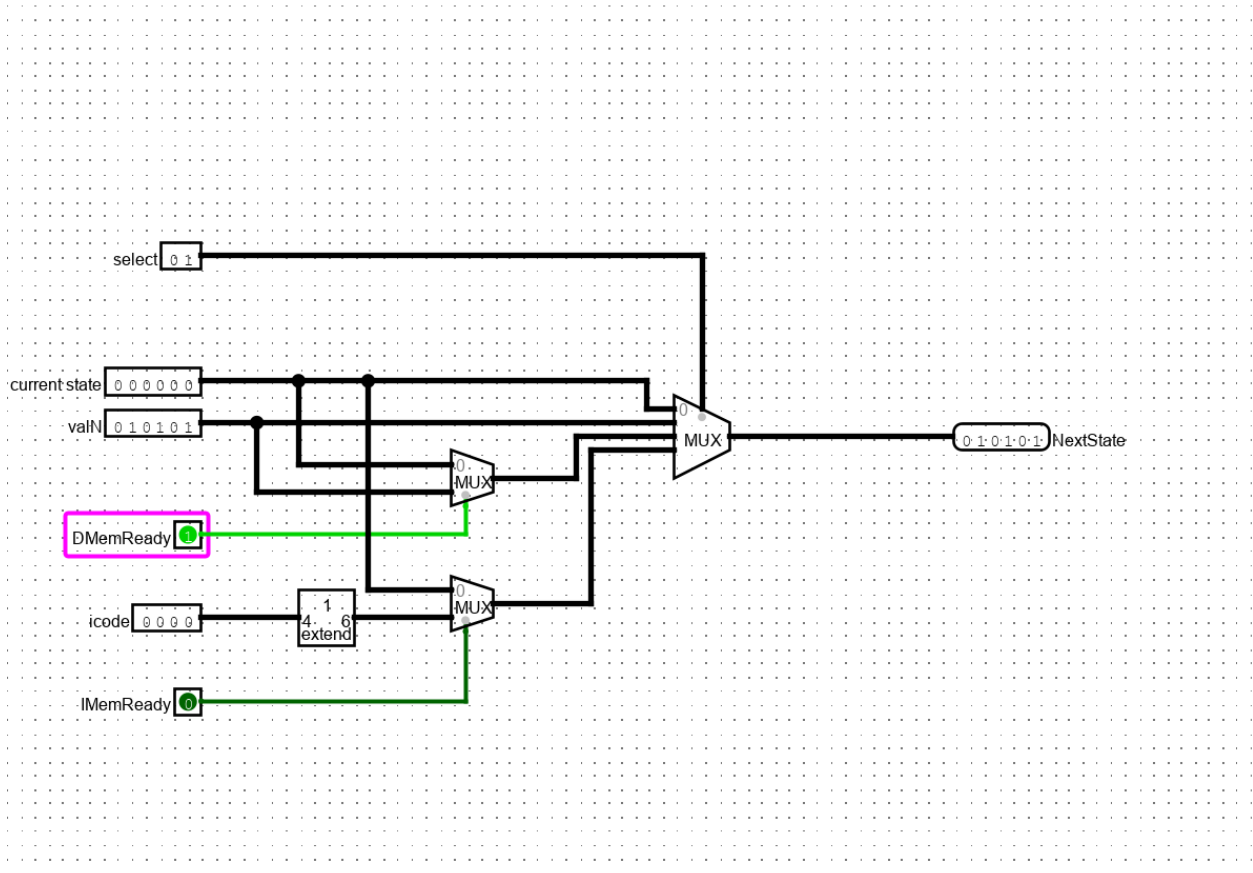 select 0 1
current state 0 0 0 0 0 0
0
valN 0 1 0 1 0 1
MUX
0 1 0 1 0 1 NextState
0
MUX
DMemReady 1
0
1
MUX
icode 0 0 0 0
4 6
extend
IMemReady 0